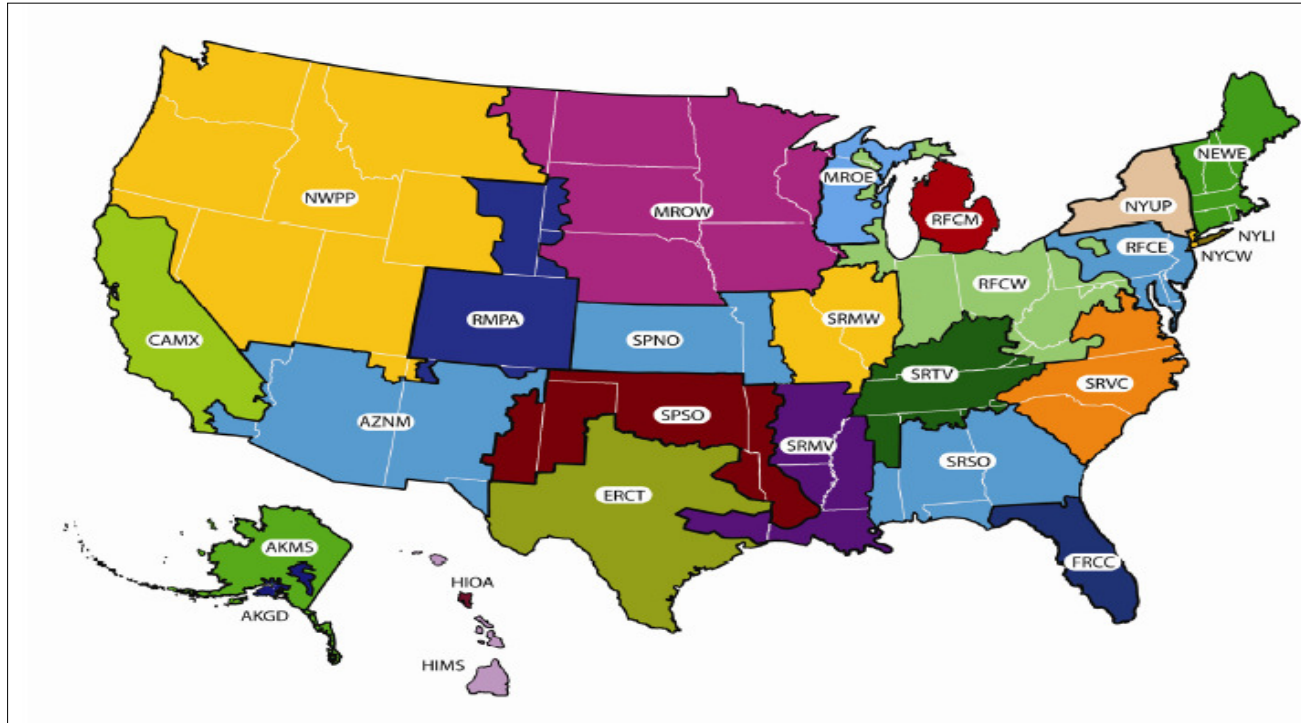 NEWE
MROE
NWPP
NYUP
MROW
RFCM
NYLI
RFCE
NYCW
RFCW
RMPA
SRMW
CAMX
SPNO
SRTV
SRVC
SPSO
AZNM
SRMV
SRSO
ERCT
AKMS
FRCC
HIOA
AKGD
HIMS